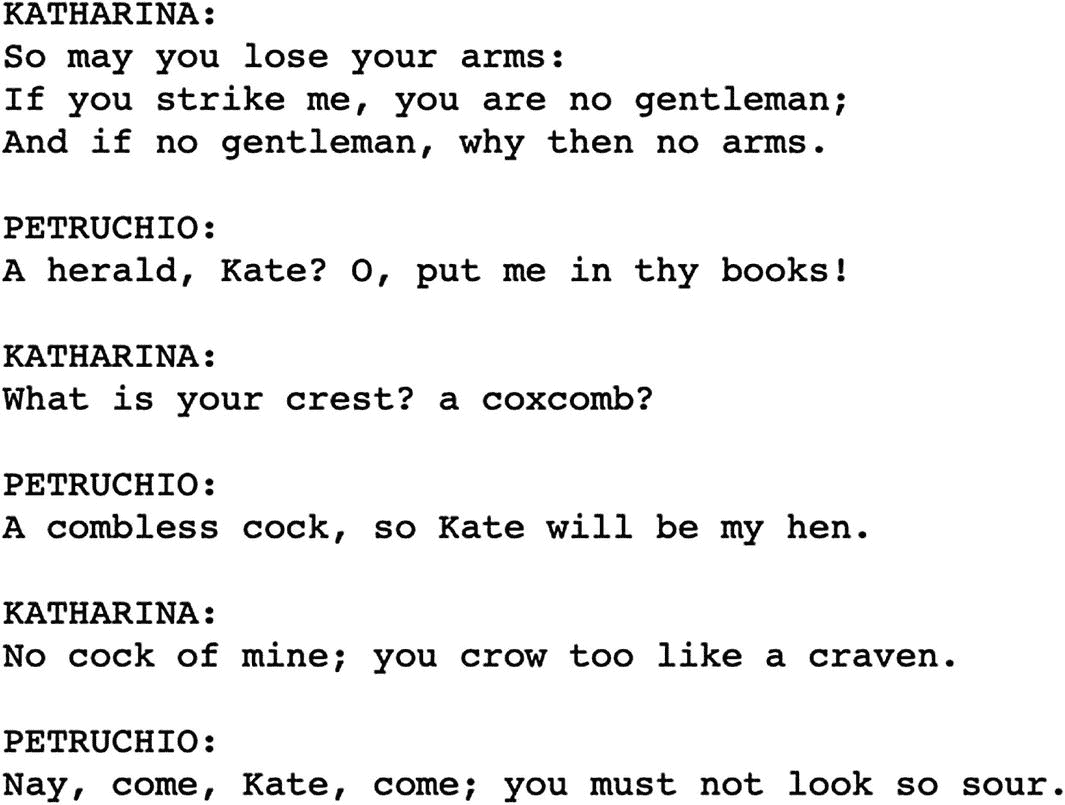 KATHARINA:
So may you lose your arms:
If you strike me, you are no gentleman;
And if no gentleman, why then no arms.

PETRUCHIO:
A herald, Kate? O, put me in thy books!

KATHARINA:
What is your crest? a coxcomb?

PETRUCHIO:
A combless cock, so Kate will be my hen.

KATHARINA:
No cock of mine; you crow too like a craven.

PETRUCHIO:
Nay, come, Kate, come; you must not look so sour.